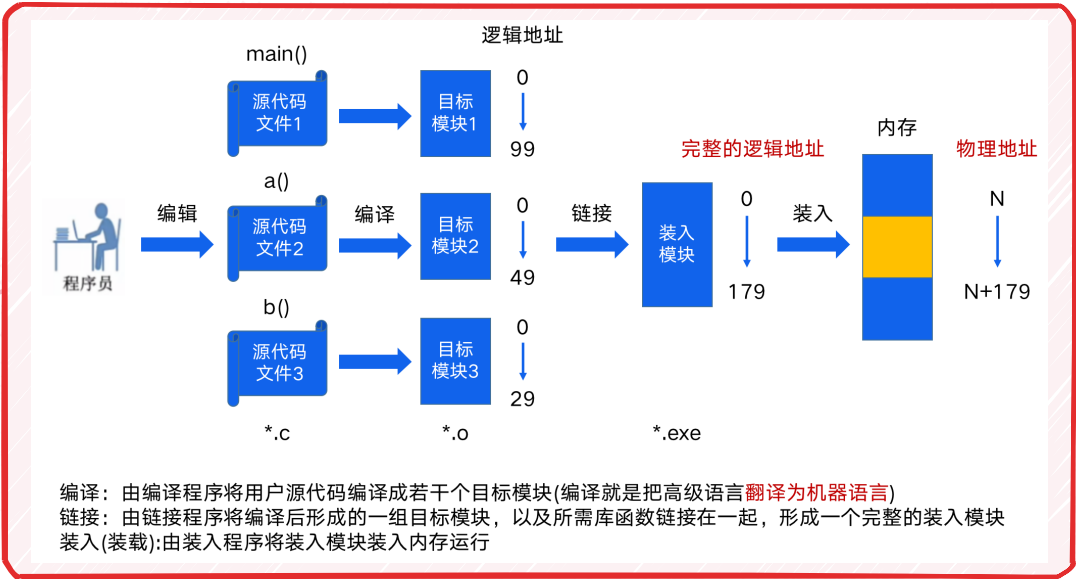 逻辑地址
main()
源代码
文件1
目标
模块1
0
99
a()
编辑
源代码
文件2
编译
目标
模块2
0
49
链接
完整的逻辑地址
装入
模块
0
179
装入
内存
物理地址
N
N+179
程序员
b()
源代码
文件3
目标
模块3
0
29
*.c
*.o
*.exe
编译：由编译程序将用户源代码编译成若干个目标模块(编译就是把高级语言翻译为机器语言)
链接：由链接程序将编译后形成的一组目标模块，以及所需库函数链接在一起，形成一个完整的装入模块
装入(装载):由装入程序将装入模块装入内存运行